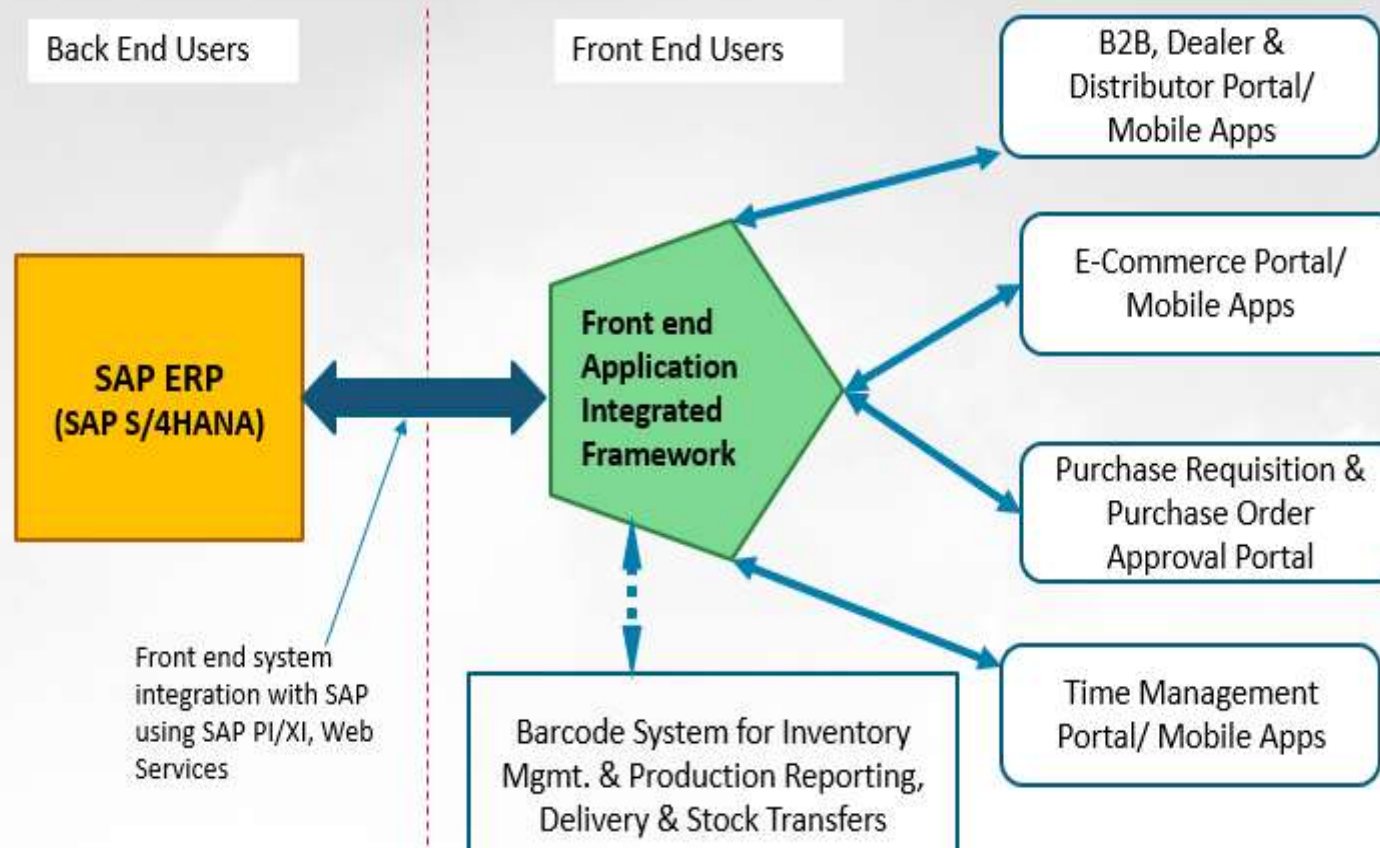 Back End Users
Front End Users
B2B, Dealer &
Distributor Portal/
Mobile Apps
E-Commerce Portal/
Mobile Apps
SAP ERP
(SAP S/4HANA)
Front end
Application
Integrated
Framework
Purchase Requisition &
Purchase Order
Approval Portal
Front end system
integration with SAP
using SAP PI/XI, Web
Services
Barcode System for Inventory
Mgmt. & Production Reporting,
Delivery & Stock Transfers
Time Management
Portal/ Mobile Apps